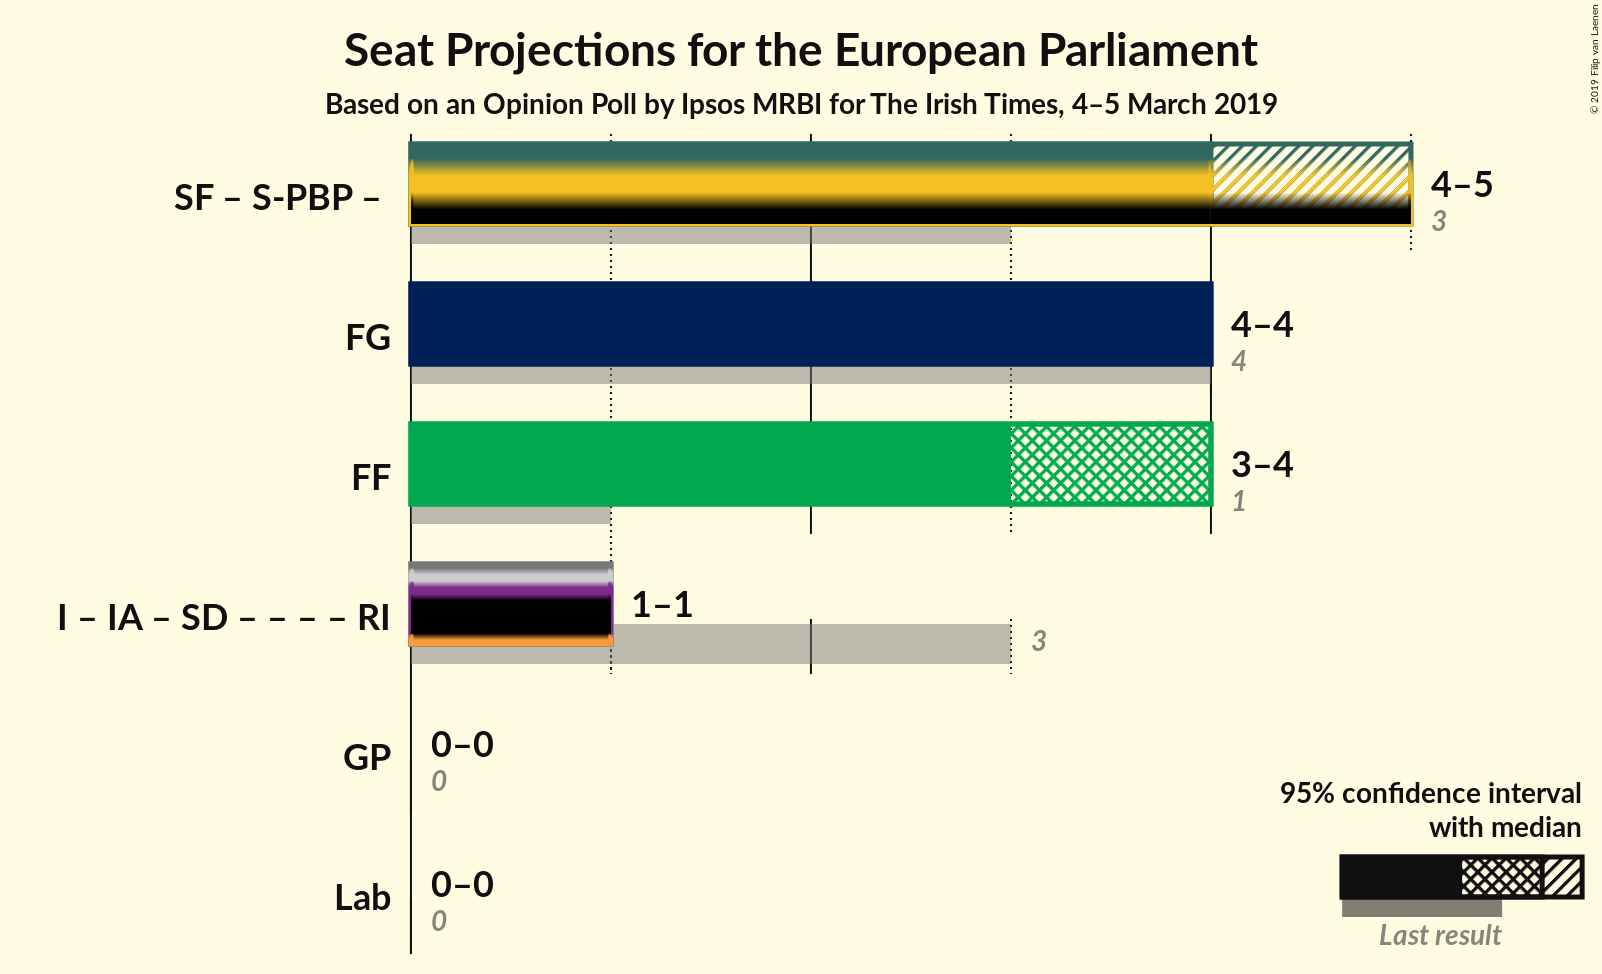 Seat Projections for the European Parliament
Based on an Opinion Poll by Ipsos MRBI for The Irish Times, 4–5 March 2019
© 2019 Filip van Laenen
SF – S-PBP –
4–5
3
FG
4–4
4
FF
3–4
1
I – IA – SD – – – – RI
1–1
3
GP
0–0
0
Lab
0–0
0
95% confidence interval
with median
Last result